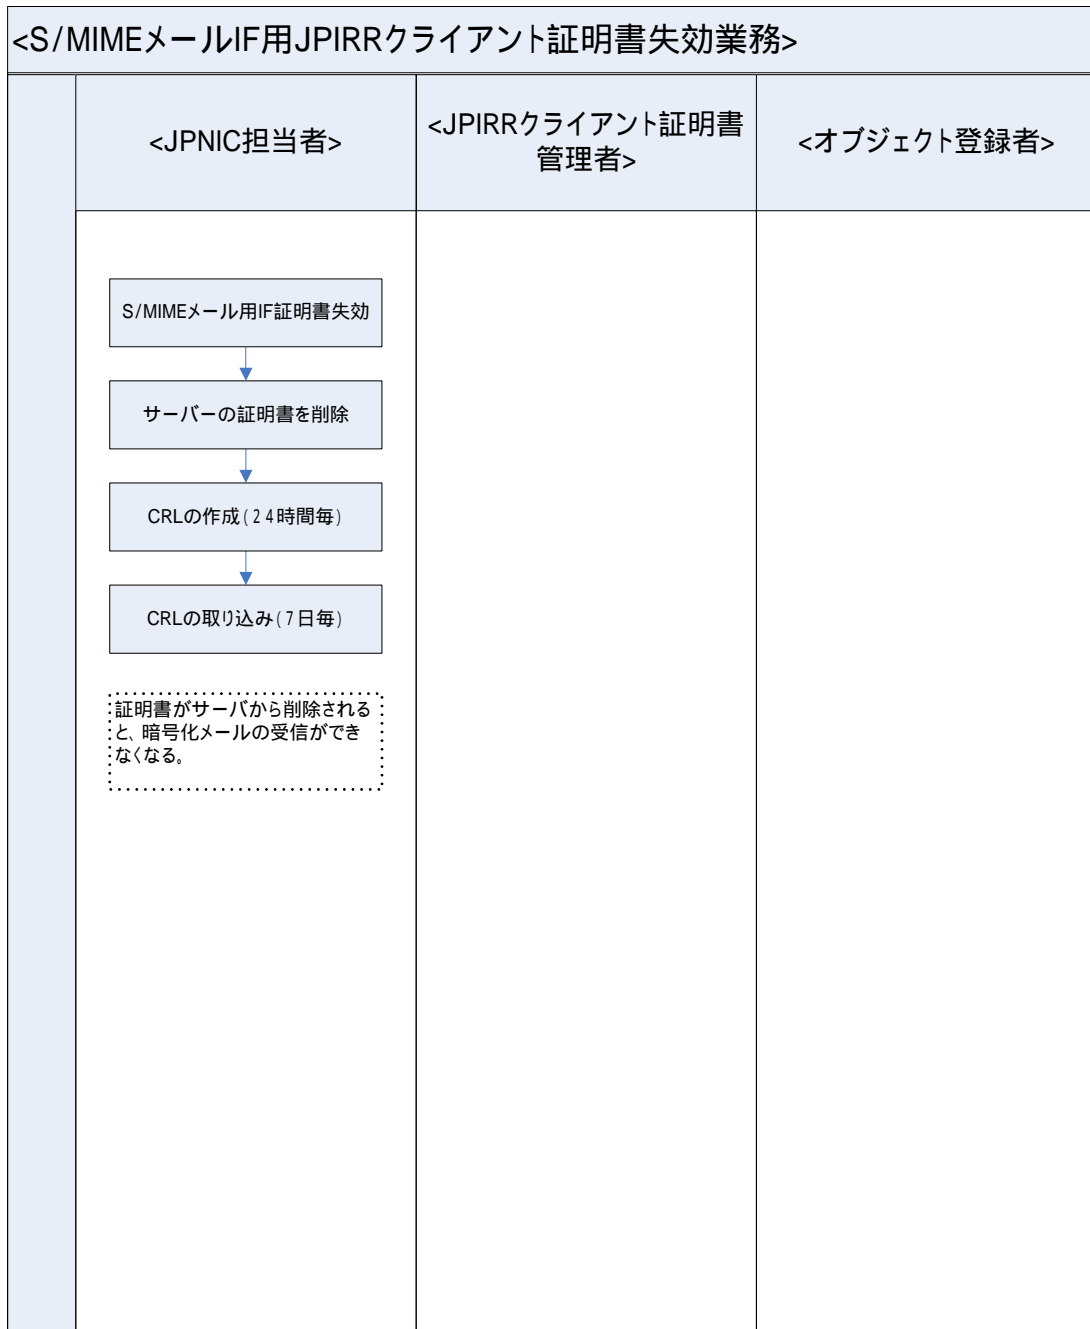 <S/MIMEメールIF用JPIRRクライアント証明書失効業務>
<JPNIC担当者>
<JPIRRクライアント証明書
管理者>
<オブジェクト登録者>
S/MIMEメール用IF証明書失効
サーバーの証明書を削除
CRLの作成(24時間毎)
CRLの取り込み(7日毎)
証明書がサーバから削除される
と、暗号化メールの受信ができ
なくなる。